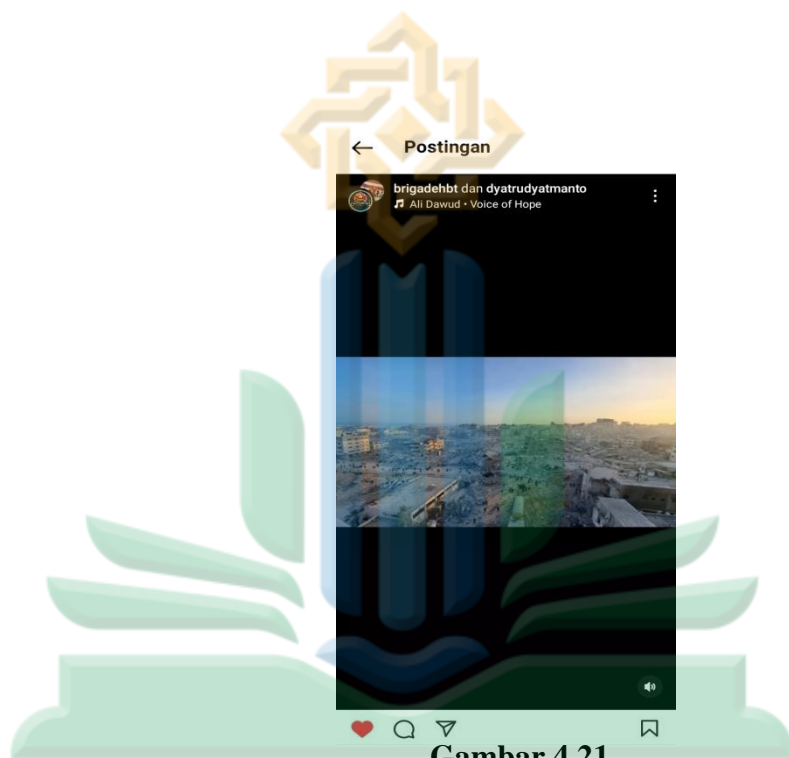 Postingan
brigadehbt dan dyatrudyatmanto
Ali Dawud • Voice of Hope
Gambar 4.21